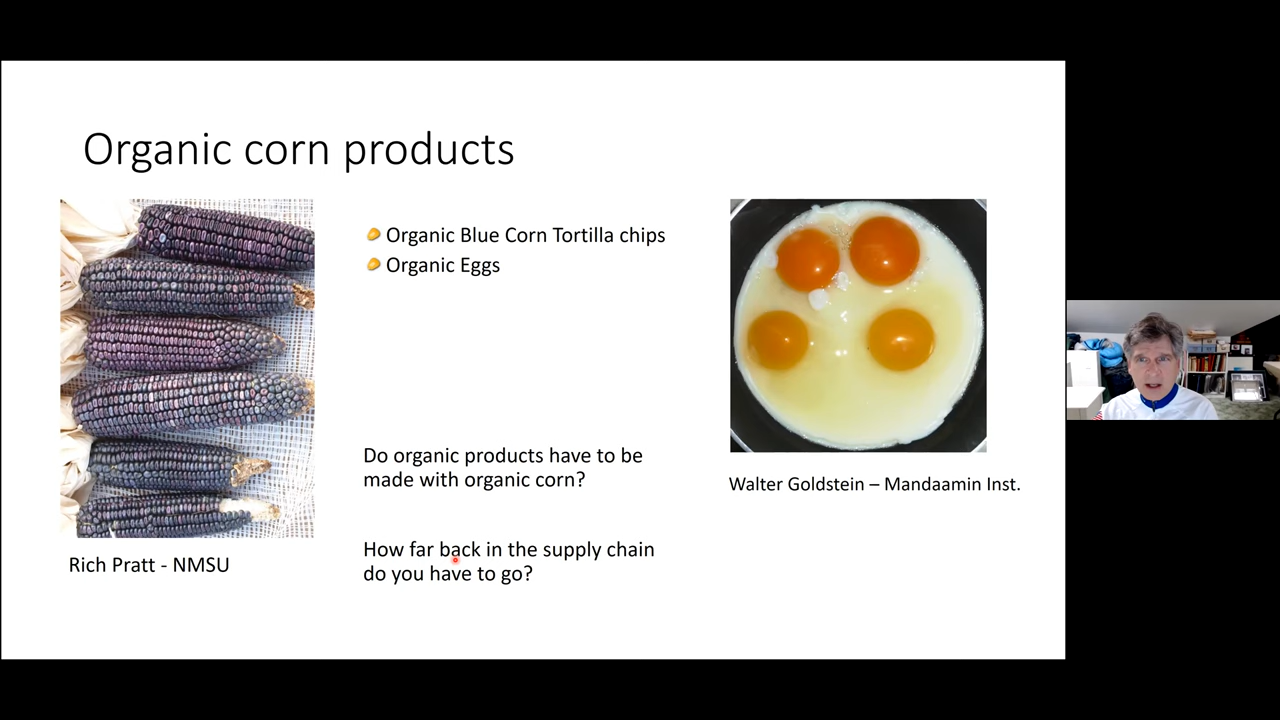 Organic corn products
Organic Blue Corn Tortilla chips
Organic Eggs
Do organic products have to be
made with organic corn?
How far back in the supply chain
do you have to go?
Rich Pratt - NMSU
Walter Goldstein – Mandaamin Inst.